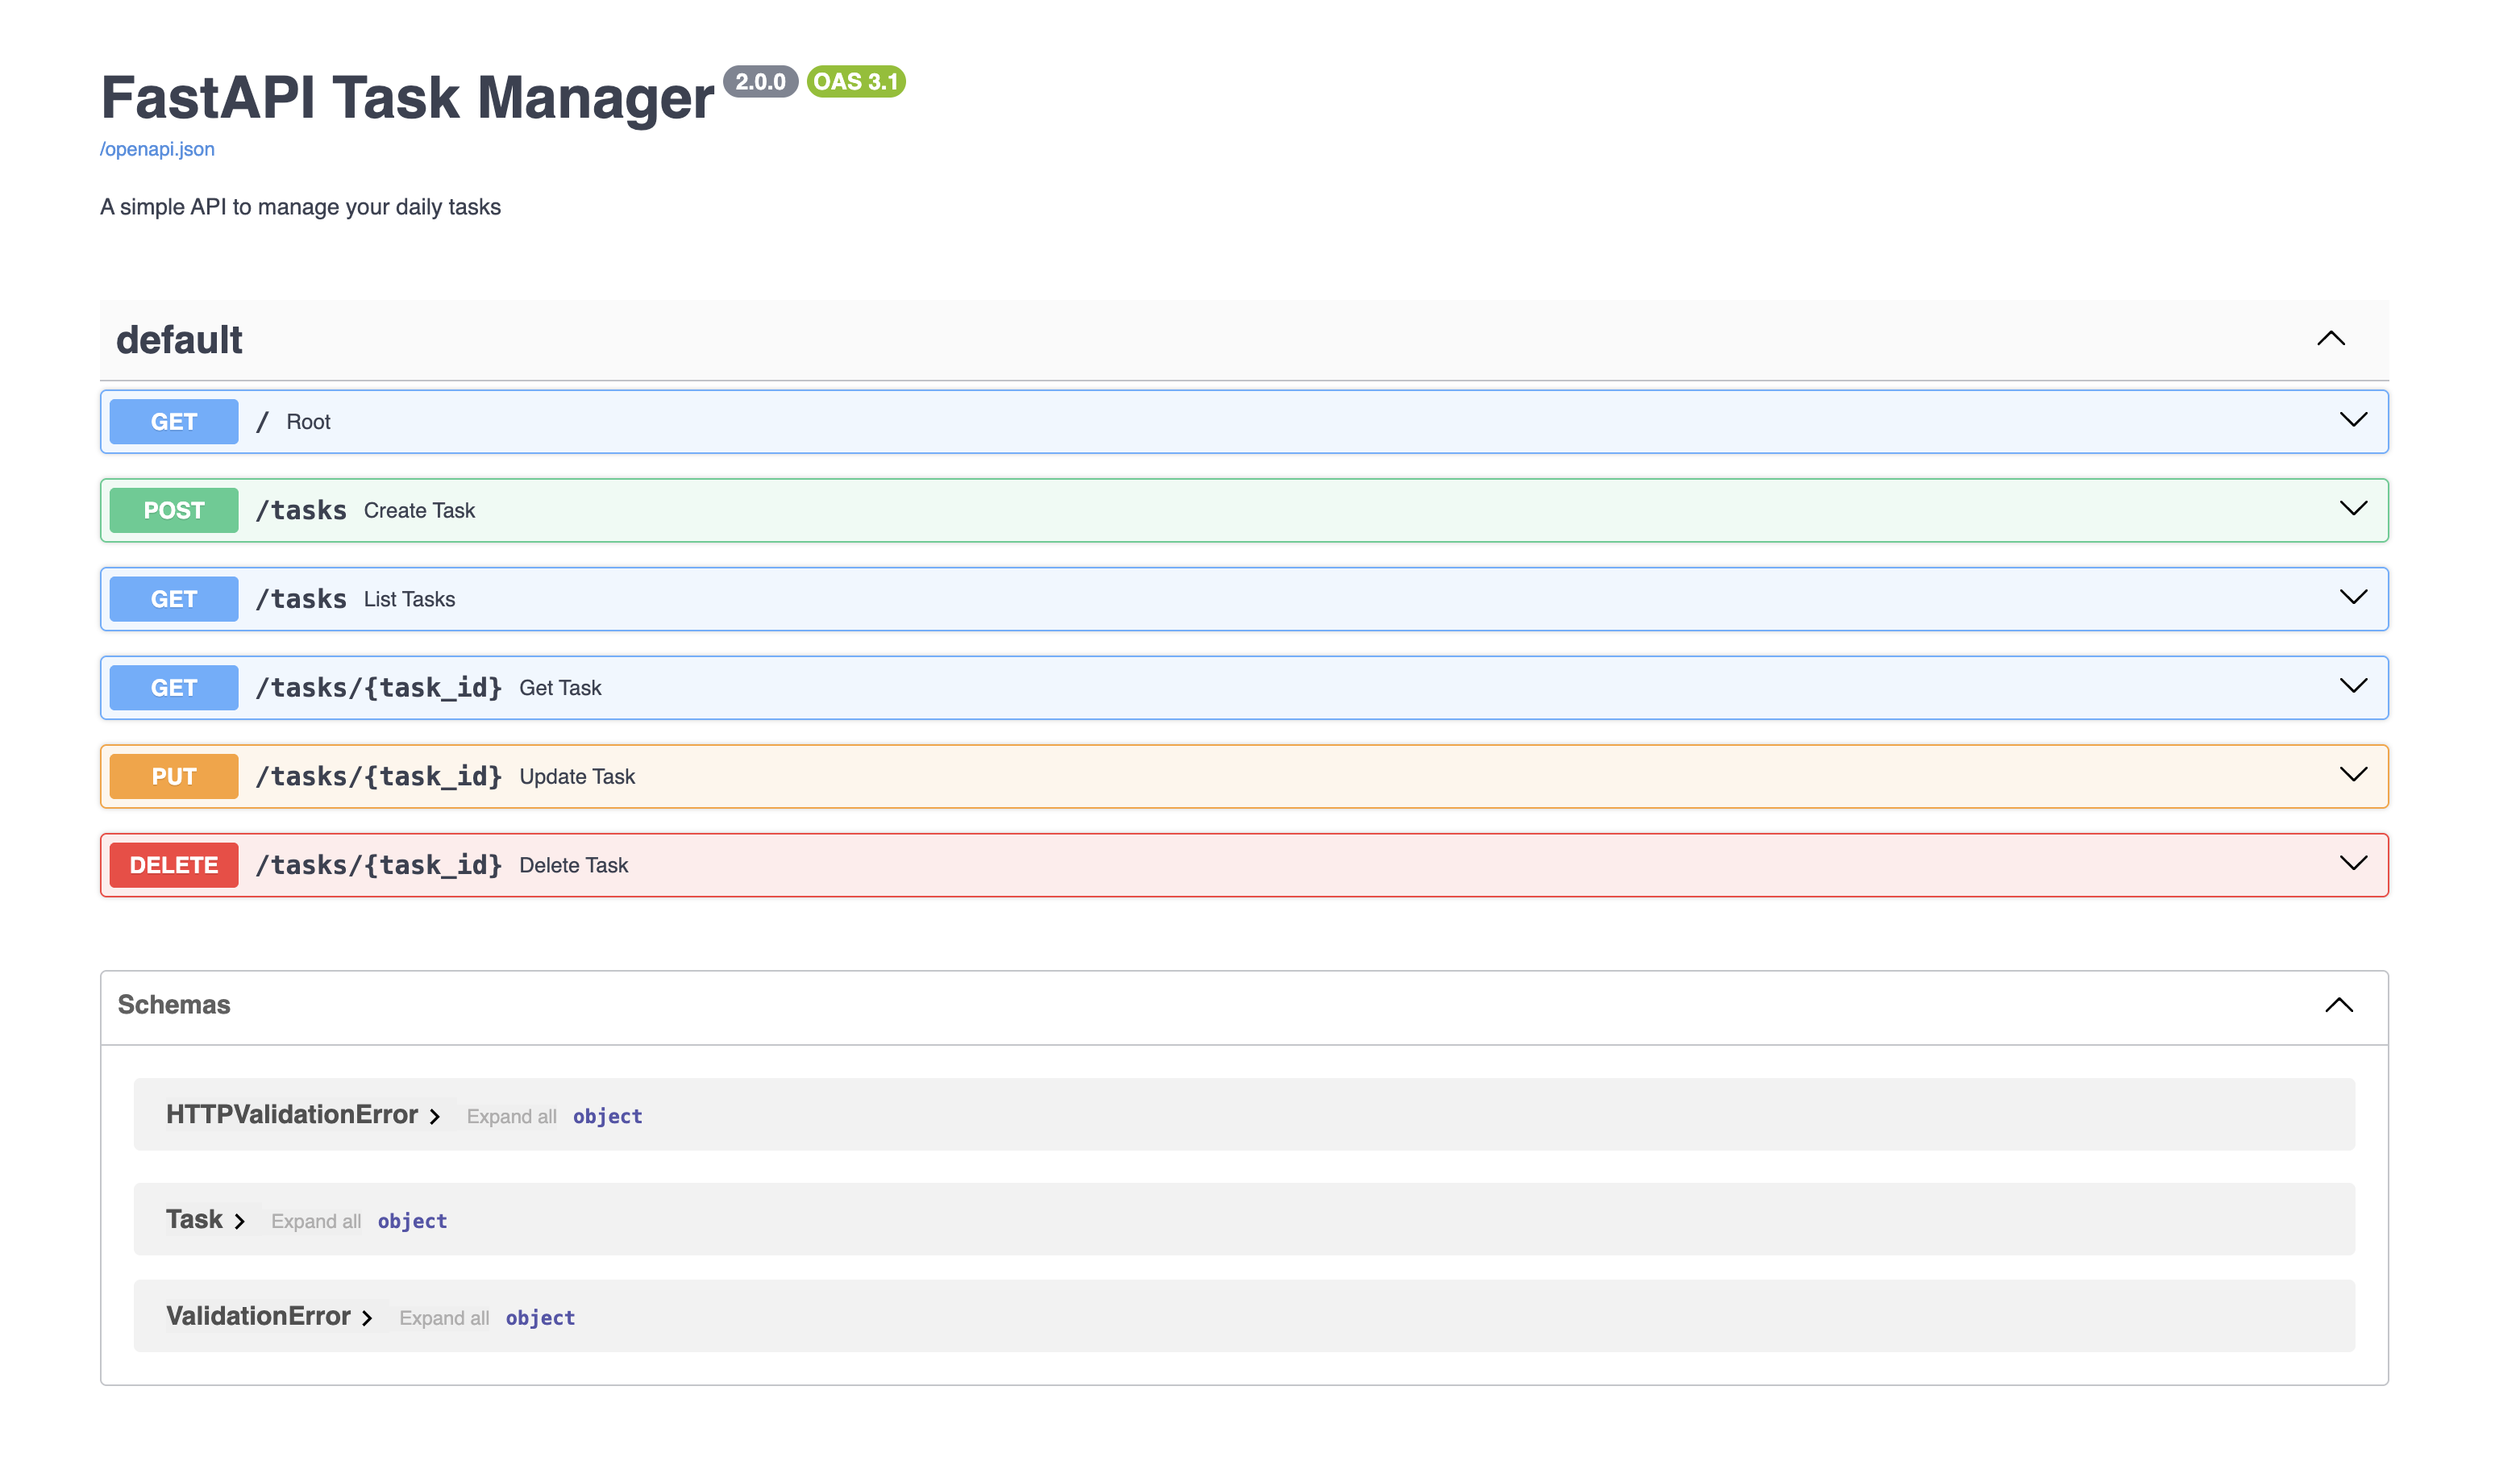 FastAPI Task Manager 2.0.0 OAS 3.1
/openapi.json
A simple API to manage your daily tasks
default
GET / Root
POST /tasks Create Task
GET /tasks List Tasks
GET /tasks/{task_id} Get Task
PUT /tasks/{task_id} Update Task
DELETE /tasks/{task_id} Delete Task
Schemas
HTTPValidationError Expand all object
Task Expand all object
ValidationError Expand all object